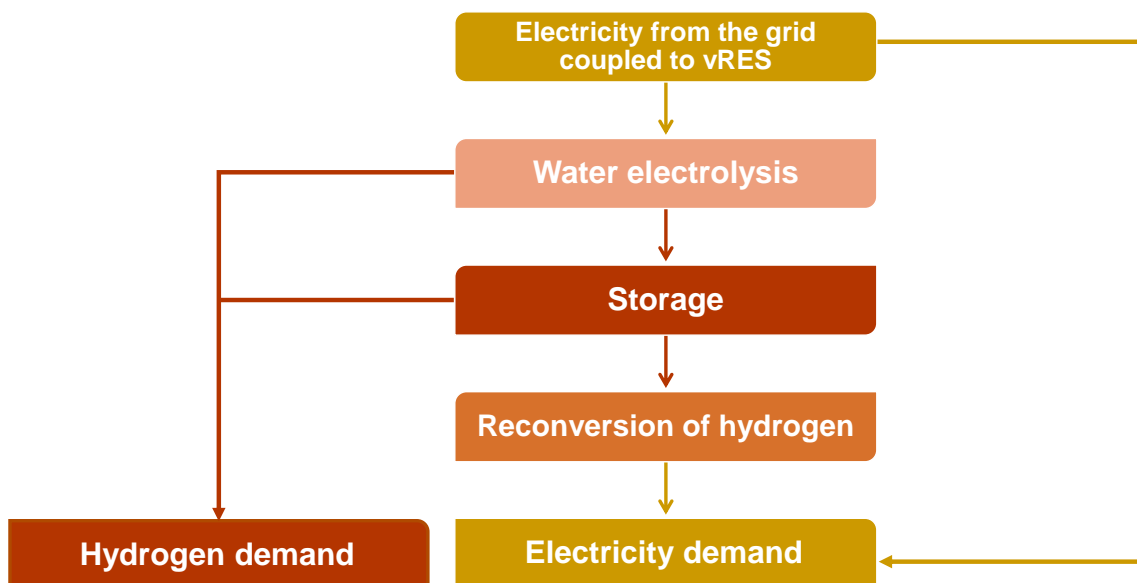 Electricity from the grid
coupled to vRES
Water electrolysis
Storage
Reconversion of hydrogen
Hydrogen demand
Electricity demand